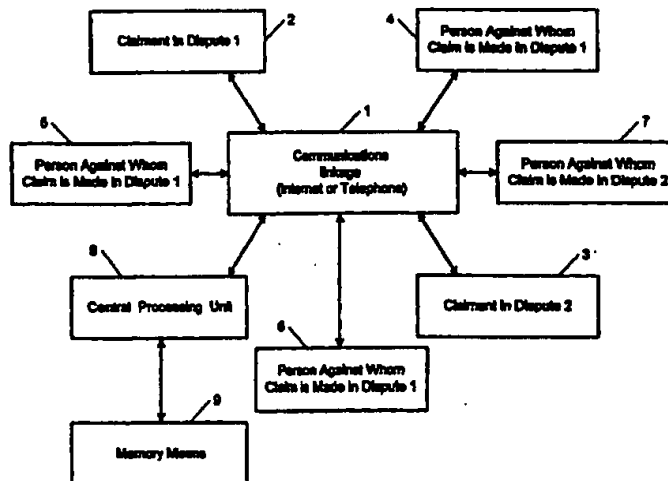 2
Claimant In Dispute 1
4
Person Against Whom
Claim is Made in Dispute 1
1
Communications
linkage
(Internet or Telephone)
5
Person Against Whom
Claim is Made in Dispute 1
7
Person Against Whom
Claim is Made in Dispute 2
8
Central Processing Unit
3
Claimant in Dispute 2
6
Person Against Whom
Claim is Made in Dispute 1
9
Memory Means